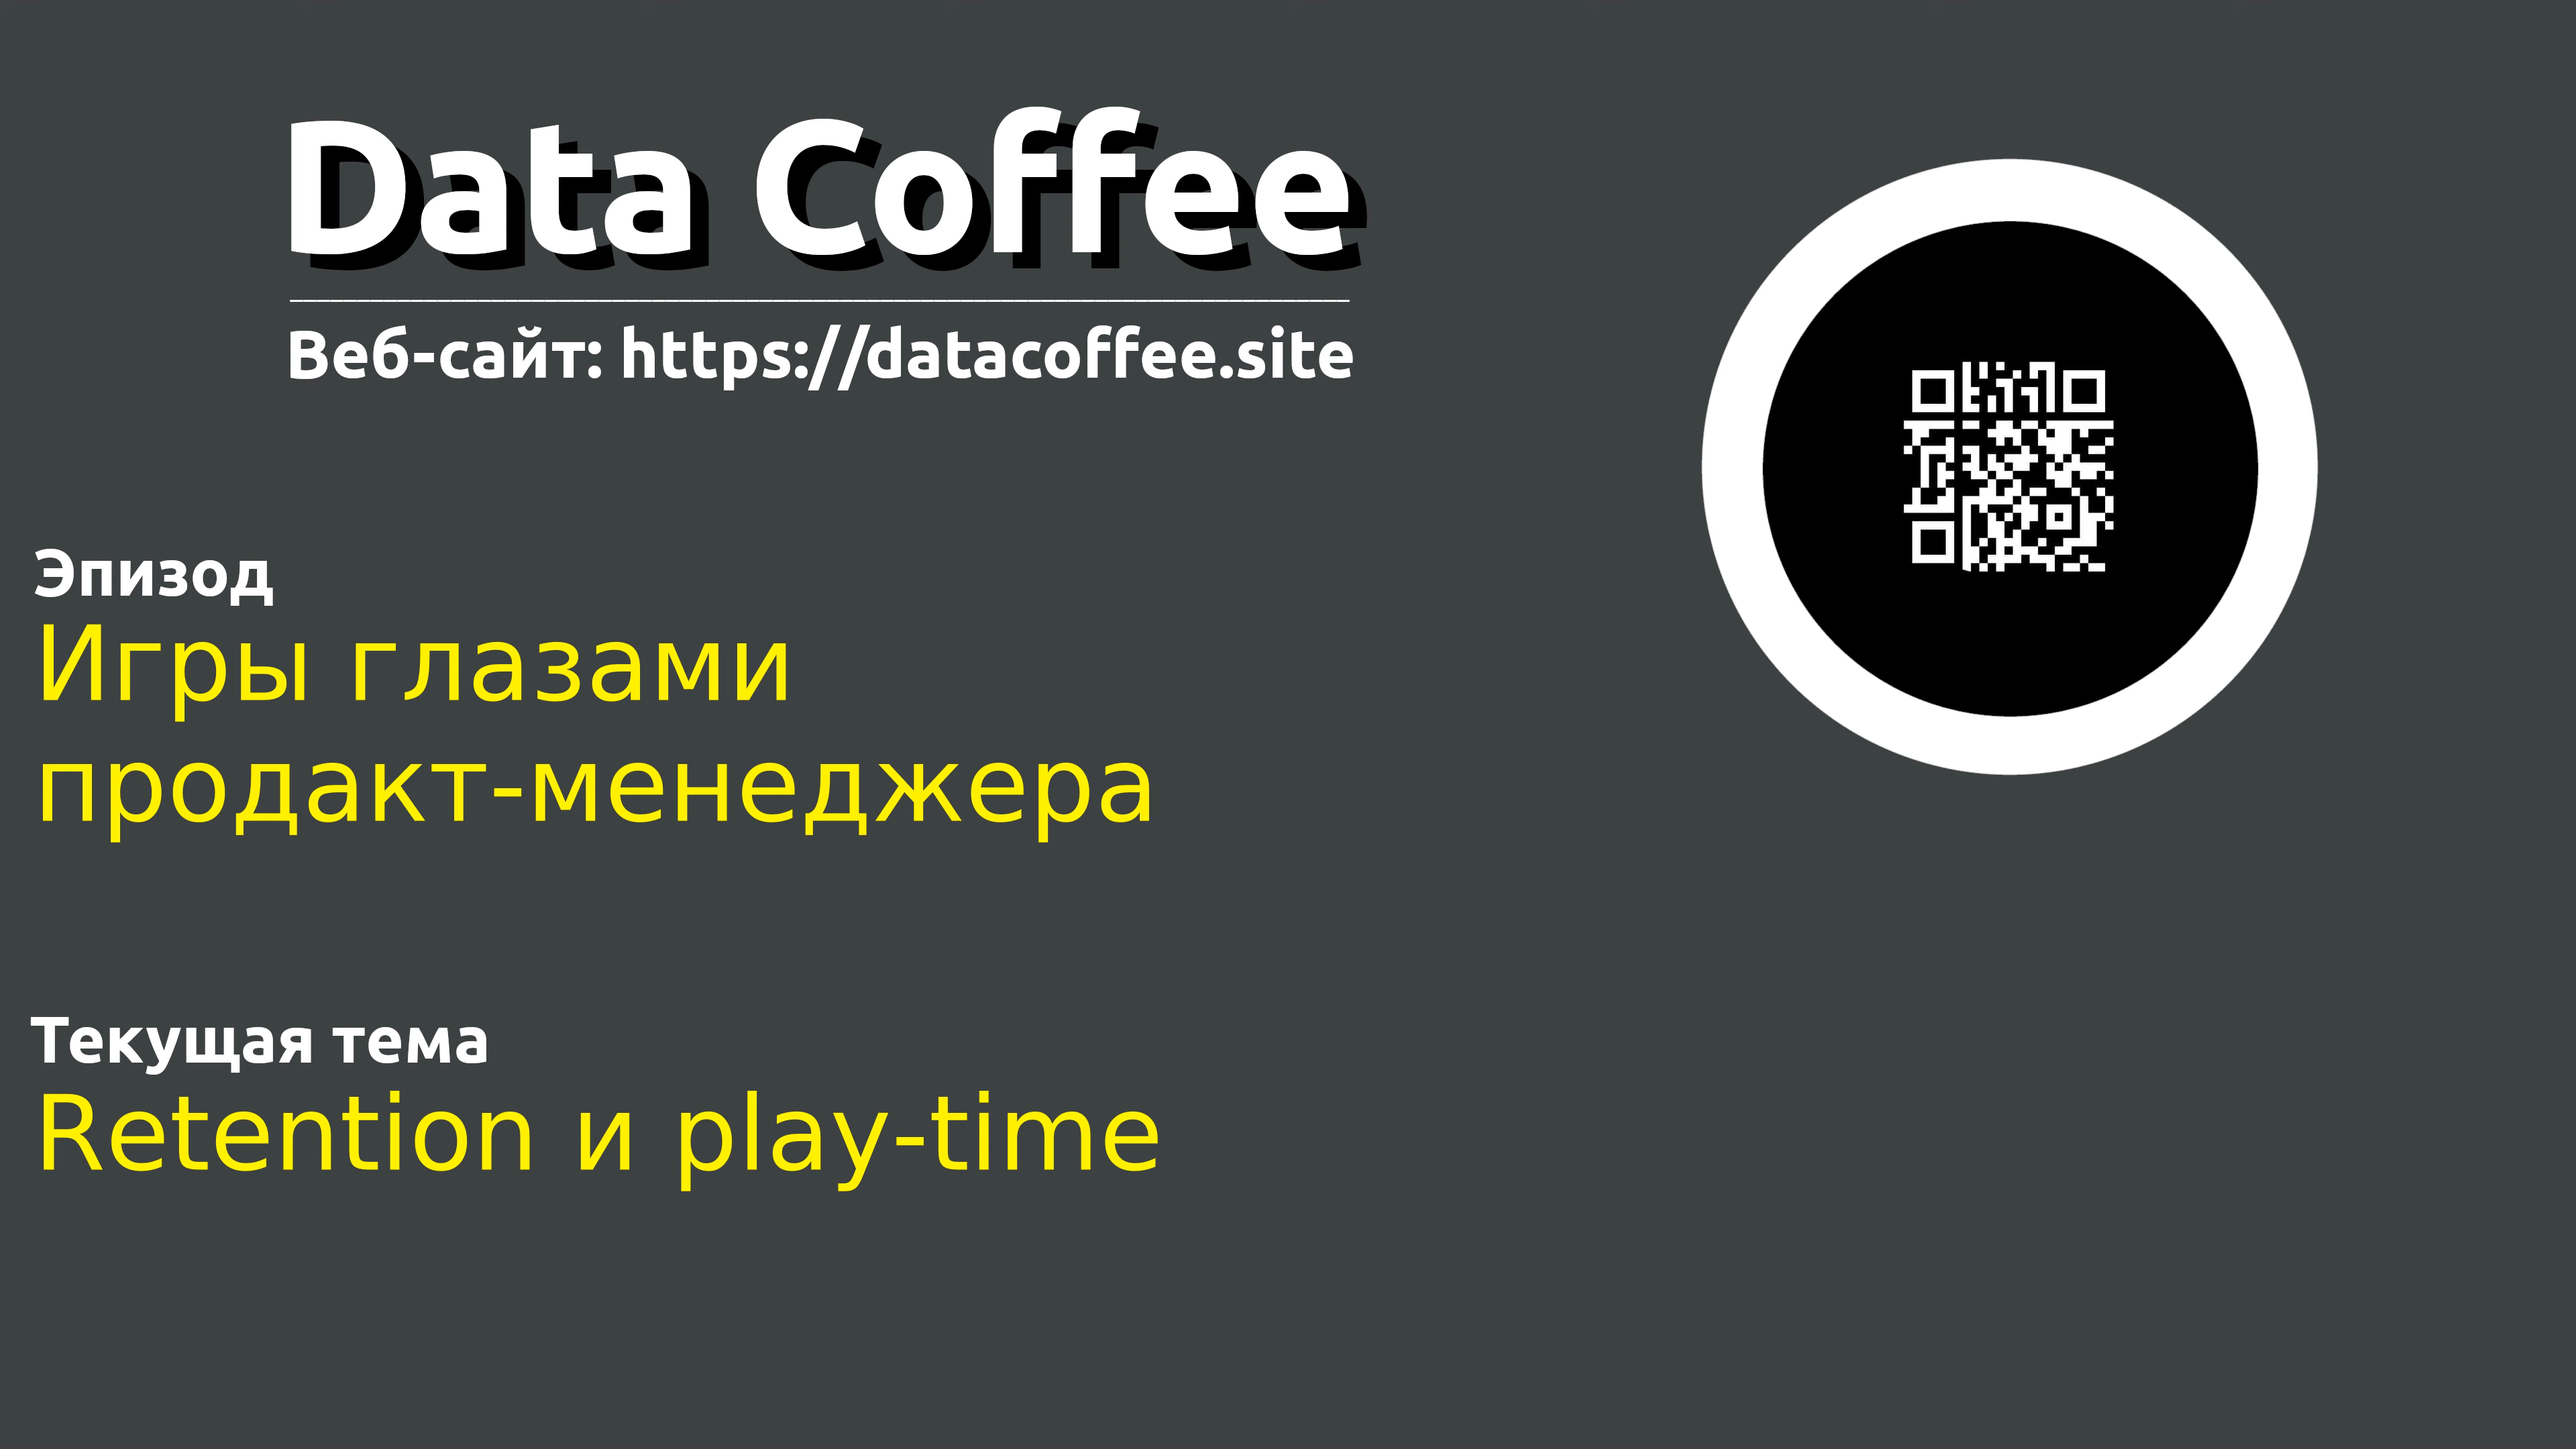 Data Coffee
Веб-сайт: https://datacoffee.site
Эпизод
Игры глазами
продакт-менеджера
Текущая тема
Retention и play-time